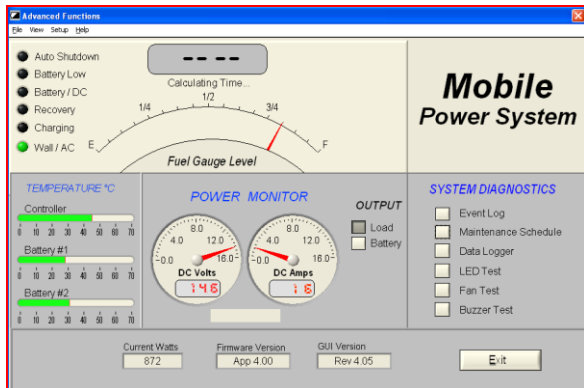 Advanced Functions
File View Setup Help
Auto Shutdown
Battery Low
Battery / DC
Recovery
Charging
Wall / AC
-- -- -- --
Calculating Time...
E 1/4 1/2 3/4 F
Fuel Gauge Level
Mobile
Power System
TEMPERATURE °C
Controller
0 10 20 30 40 50 60 70
Battery #1
0 10 20 30 40 50 60 70
Battery #2
0 10 20 30 40 50 60 70
POWER MONITOR
0.0 4.0 8.0 12.0 16.0
DC Volts
14.6
0.0 4.0 8.0 12.0 16.0
DC Amps
1.6
OUTPUT
Load
Battery
SYSTEM DIAGNOSTICS
Event Log
Maintenance Schedule
Data Logger
LED Test
Fan Test
Buzzer Test
Current Watts
872
Firmware Version
App 4.00
GUI Version
Rev 4.05
Exit